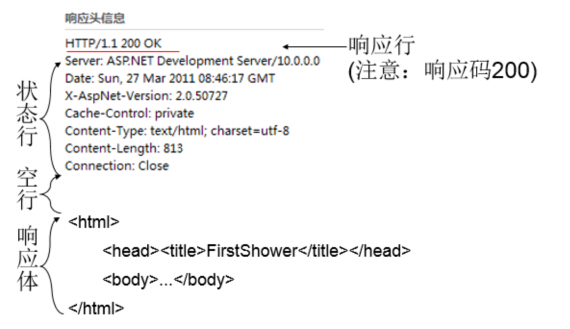 响应头信息
HTTP/1.1 200 OK
响应行
(注意：响应码200)
Server: ASP.NET Development Server/10.0.0.0
Date: Sun, 27 Mar 2011 08:46:17 GMT
X-AspNet-Version: 2.0.50727
Cache-Control: private
Content-Type: text/html; charset=utf-8
Content-Length: 813
Connection: Close
状态行
空行
响应体
<html>
<head><title>FirstShower</title></head>
<body>...</body>
</html>